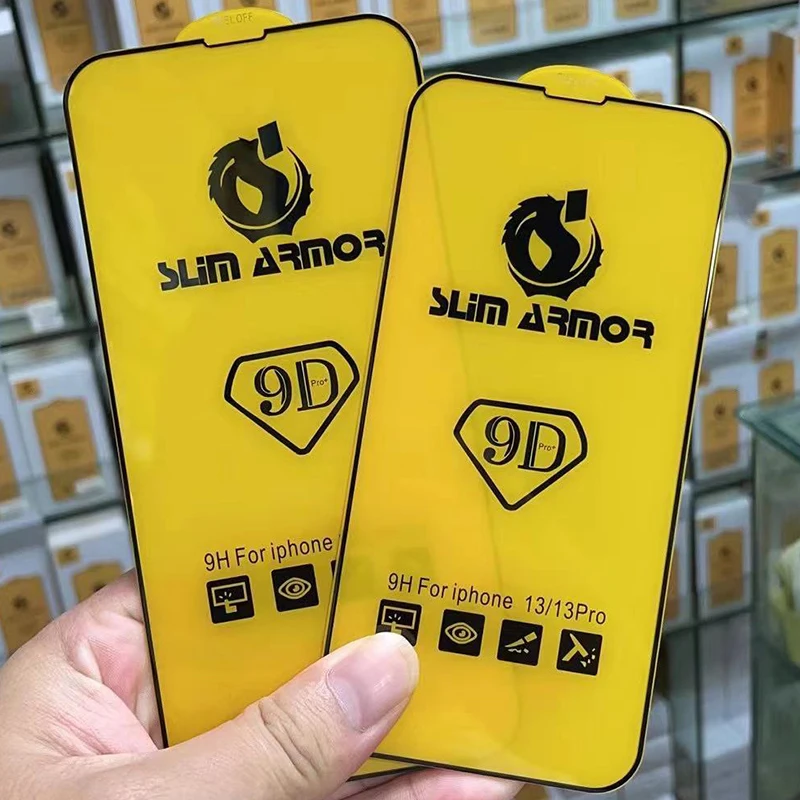 SLIM ARMOR
9D
Pro+
9H For iphone
SLIM ARMOR
9D
Pro+
9H For iphone 13/13Pro